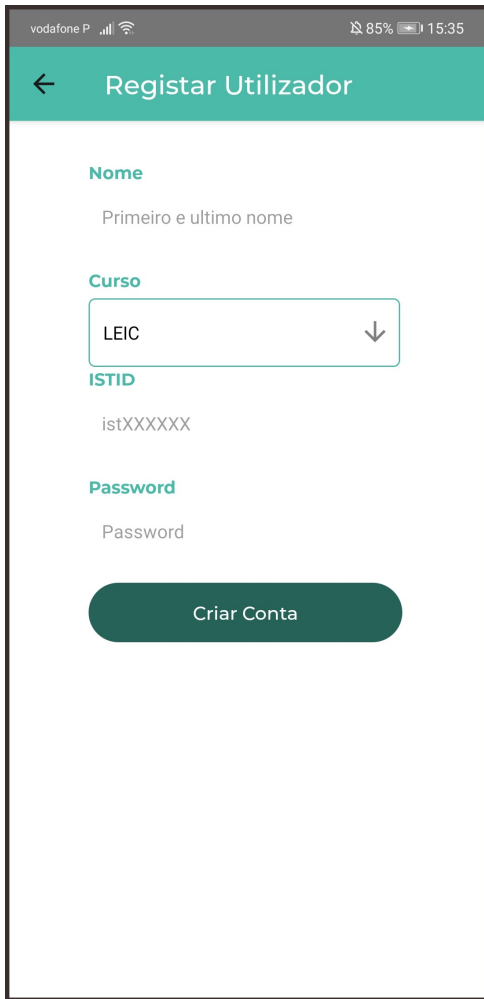 vodafone P 85% 15:35
Registar Utilizador
Nome
Primeiro e ultimo nome
Curso
LEIC
ISTID
istXXXXXX
Password
Password
Criar Conta